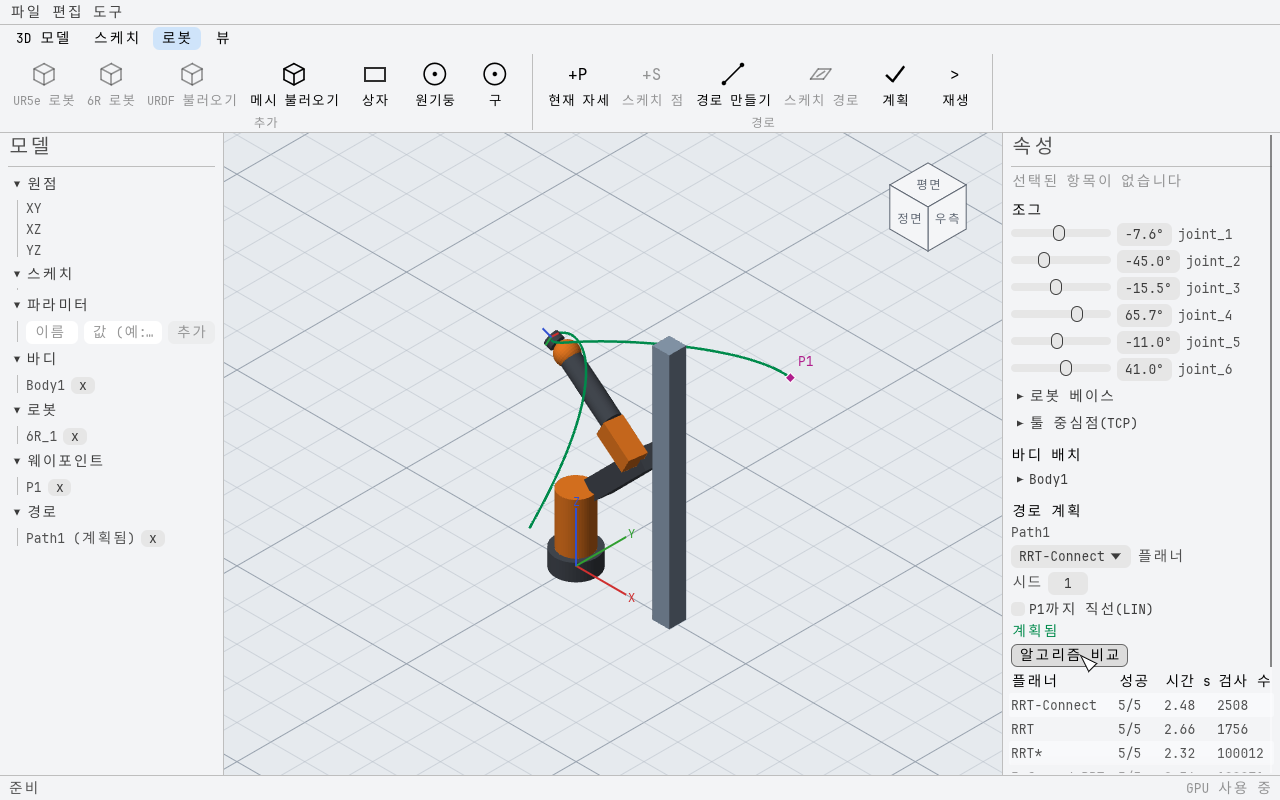 파일 편집 도구
3D 모델 스케치 로봇 뷰
UR5e 로봇 6R 로봇 URDF 불러오기 메시 불러오기 상자 원기둥 구
추가
+P +S >
현재 자세 스케치 점 경로 만들기 스케치 경로 계획 재생
경로
모델
▼ 원점
XY
XZ
YZ
▼ 스케치
▼ 파라미터
이름 값 (예:… 추가
▼ 바디
Body1 x
▼ 로봇
6R_1 x
▼ 웨이포인트
P1 x
▼ 경로
Path1 (계획됨) x
평면
정면 우측
P1
Z
Y
X
속성
선택된 항목이 없습니다
조그
-7.6° joint_1
-45.0° joint_2
-15.5° joint_3
65.7° joint_4
-11.0° joint_5
41.0° joint_6
▶ 로봇 베이스
▶ 툴 중심점(TCP)
바디 배치
▶ Body1
경로 계획
Path1
RRT-Connect ▼ 플래너
시드 1
P1까지 직선(LIN)
계획됨
알고리즘 비교
플래너 성공 시간 s 검사 수
RRT-Connect 5/5 2.48 2508
RRT 5/5 2.66 1756
RRT* 5/5 2.32 100012
준비
GPU 사용 중